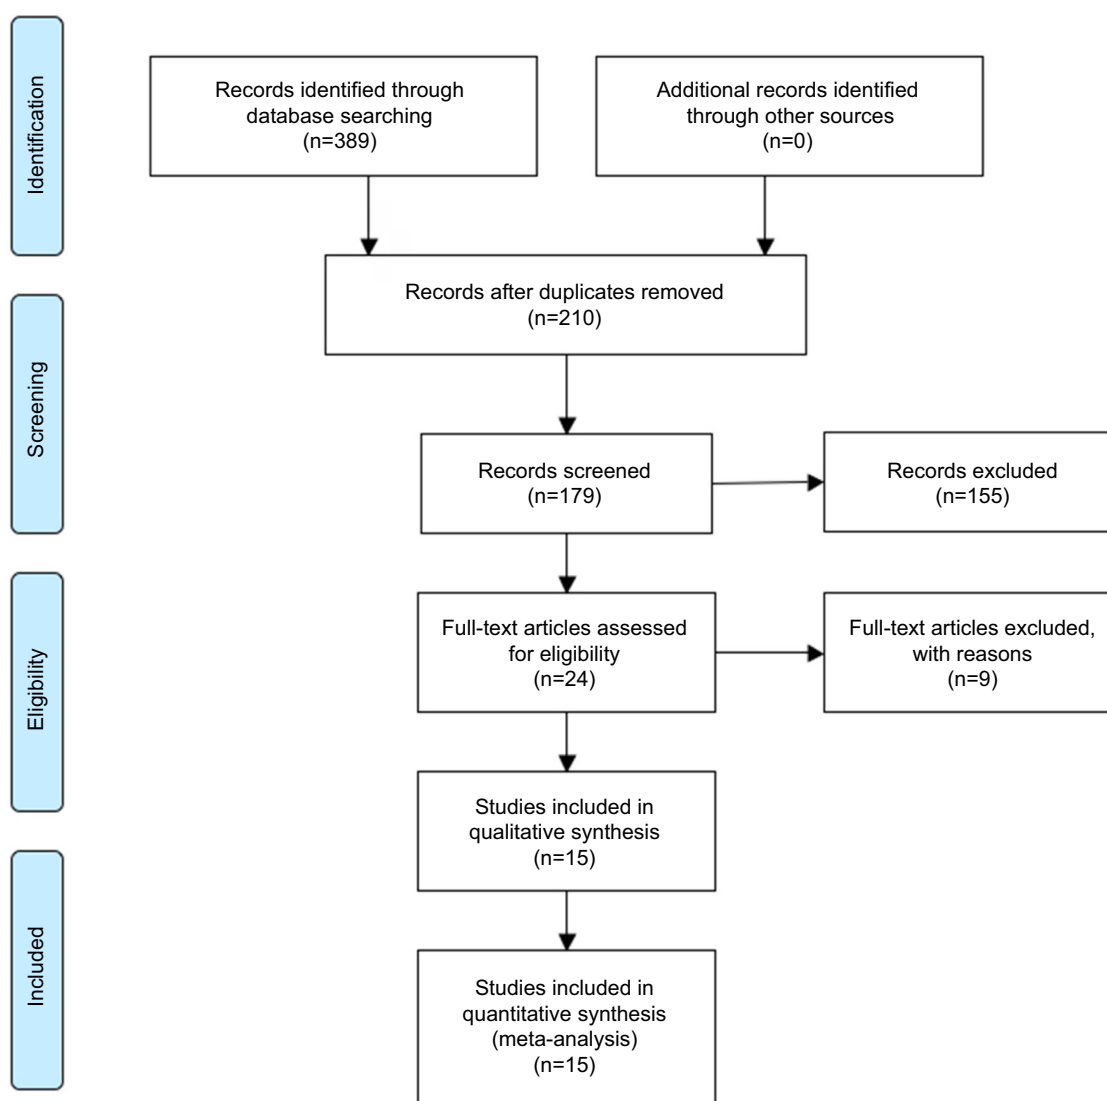 Identification
Records identified through
database searching
(n=389)
Additional records identified
through other sources
(n=0)
Records after duplicates removed
(n=210)
Screening
Records screened
(n=179)
Records excluded
(n=155)
Eligibility
Full-text articles assessed
for eligibility
(n=24)
Full-text articles excluded,
with reasons
(n=9)
Studies included in
qualitative synthesis
(n=15)
Included
Studies included in
quantitative synthesis
(meta-analysis)
(n=15)